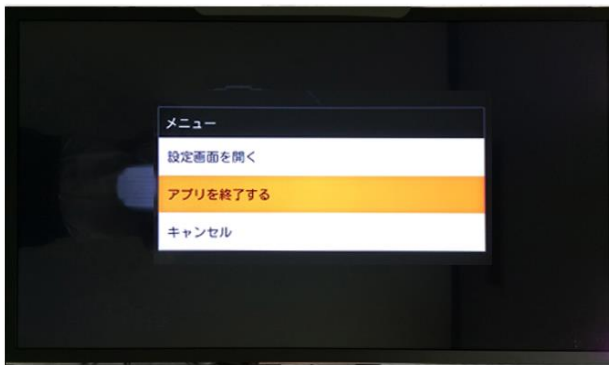 メニュー
設定画面を開く
アプリを終了する
キャンセル